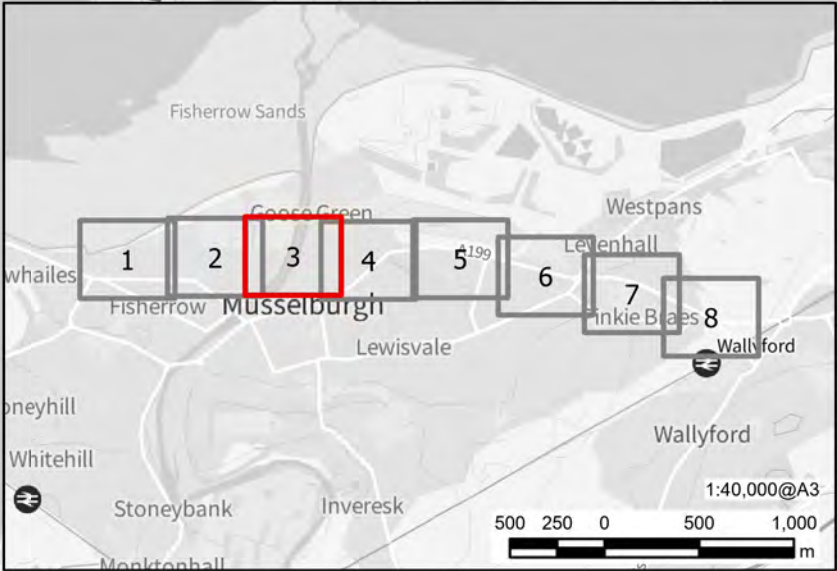 Fisherrow Sands
Goose Green
Westpans
Levenhall
A199
1
2
3
4
5
6
7
8
whailes
Fisherrow
Musselburgh
inkie Braes
Wallyford
Lewisvale
oneyhill
Wallyford
Whitehill
Stoneybank
Inveresk
Monktonhall
1:40,000@A3
500 250 0 500 1,000
m